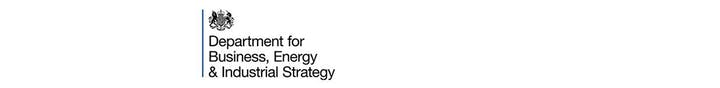 Department for
Business, Energy
& Industrial Strategy